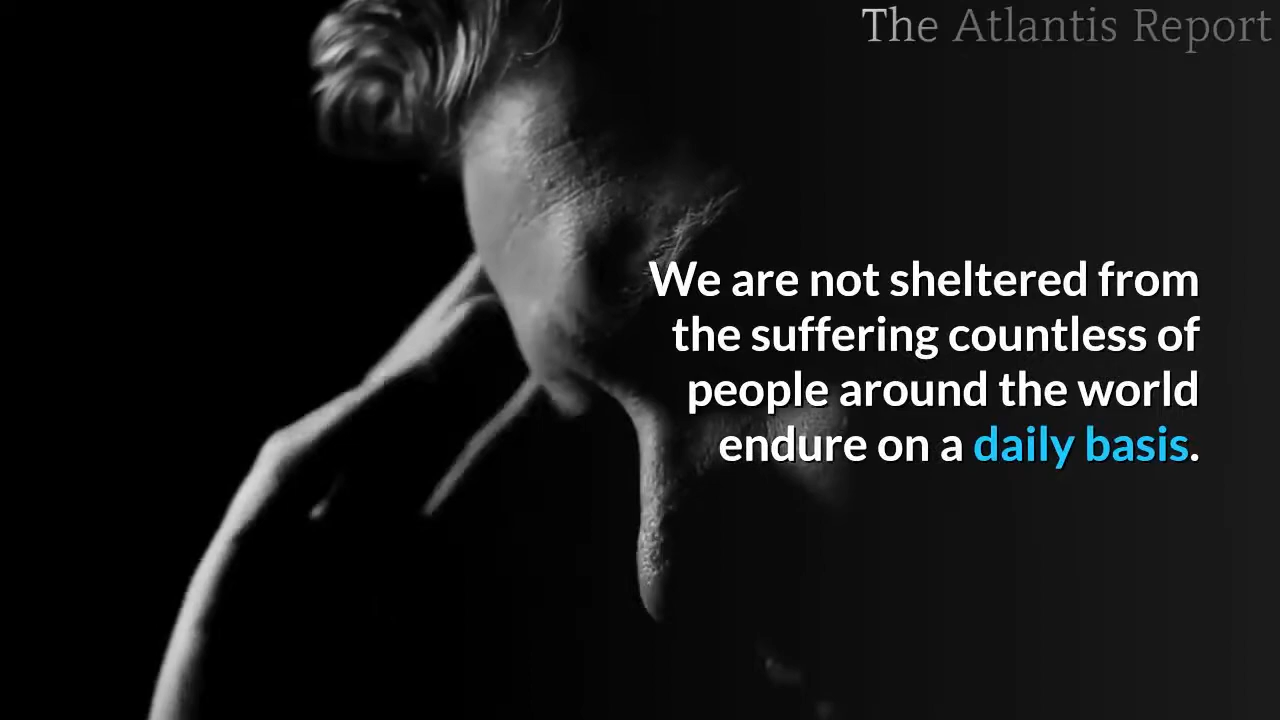 The Atlantis Report
We are not sheltered from
the suffering countless of
people around the world
endure on a daily basis.